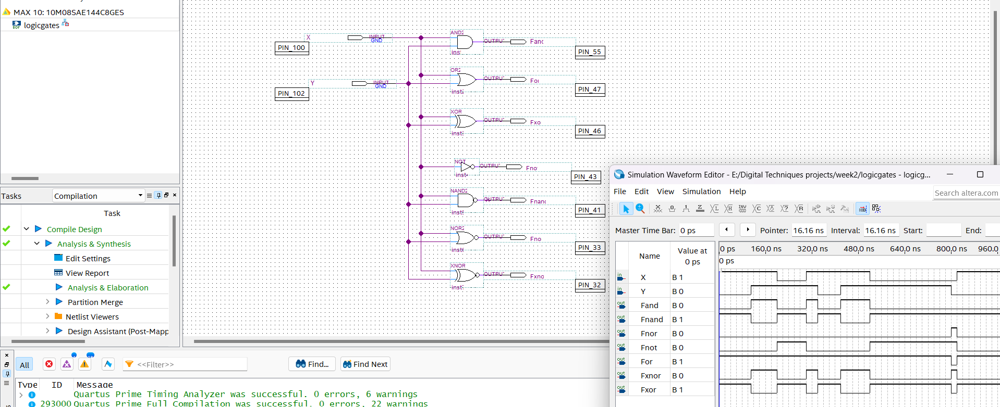 MAX 10: 10M08SAE144C8GES
logicgates
Tasks
Compilation
Task
Compile Design
Analysis & Synthesis
Edit Settings
View Report
Analysis & Elaboration
Partition Merge
Netlist Viewers
Design Assistant (Post-Mapp
X
INPUT
GND
PIN_100
Y
INPUT
GND
PIN_102
AND2
OUTPUT
Fand
inst
PIN_55
OR2
OUTPUT
For
inst
PIN_47
XOR
OUTPUT
Fxo
inst
PIN_46
NOT
OUTPUT
Fno
inst
PIN_43
NAND2
OUTPUT
Fnand
inst
PIN_41
NOR2
OUTPUT
Fno
inst
PIN_33
XNOR
OUTPUT
Fxno
inst
PIN_32
Simulation Waveform Editor - E:/Digital Techniques projects/week2/logicgates - logicg...
File Edit View Simulation Help
Search altera.com
Master Time Bar: 0 ps Pointer: 16.16 ns Interval: 16.16 ns Start: End:
Name
Value at
0 ps
0 ps 160.0 ns 320.0 ns 480.0 ns 640.0 ns 800.0 ns 960.0
0 ps
X B 1
Y B 0
Fand B 0
Fnand B 1
Fnor B 0
Fnot B 0
For B 1
Fxnor B 0
Fxor B 1
All
<<Filter>>
Find...
Find Next
Type ID Message
Quartus Prime Timing Analyzer was successful. 0 errors, 6 warnings
293000 Quartus Prime Full Compilation was successful. 0 errors, 22 warnings